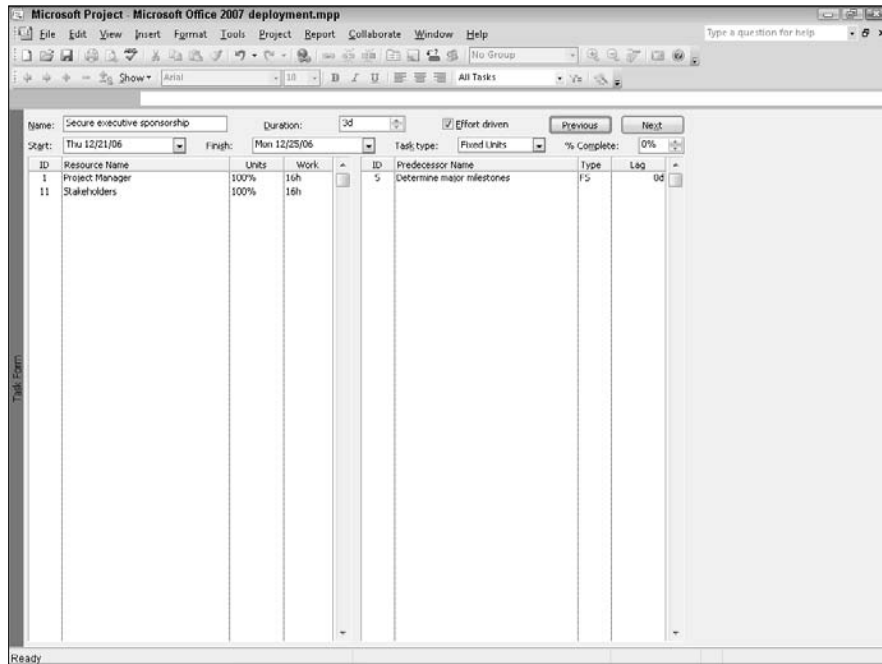 Microsoft Project - Microsoft Office 2007 deployment.mpp
File Edit View Insert Format Tools Project Report Collaborate Window Help Type a question for help
No Group
Show Arial 10 B I U All Tasks
Name: Secure executive sponsorship Duration: 3d Effort driven Previous Next
Start: Thu 12/21/06 Finish: Mon 12/25/06 Task type: Fixed Units % Complete: 0%
ID Resource Name Units Work ID Predecessor Name Type Lag
1 Project Manager 100% 16h 5 Determine major milestones FS 0d
11 Stakeholders 100% 16h
Task Form
Ready